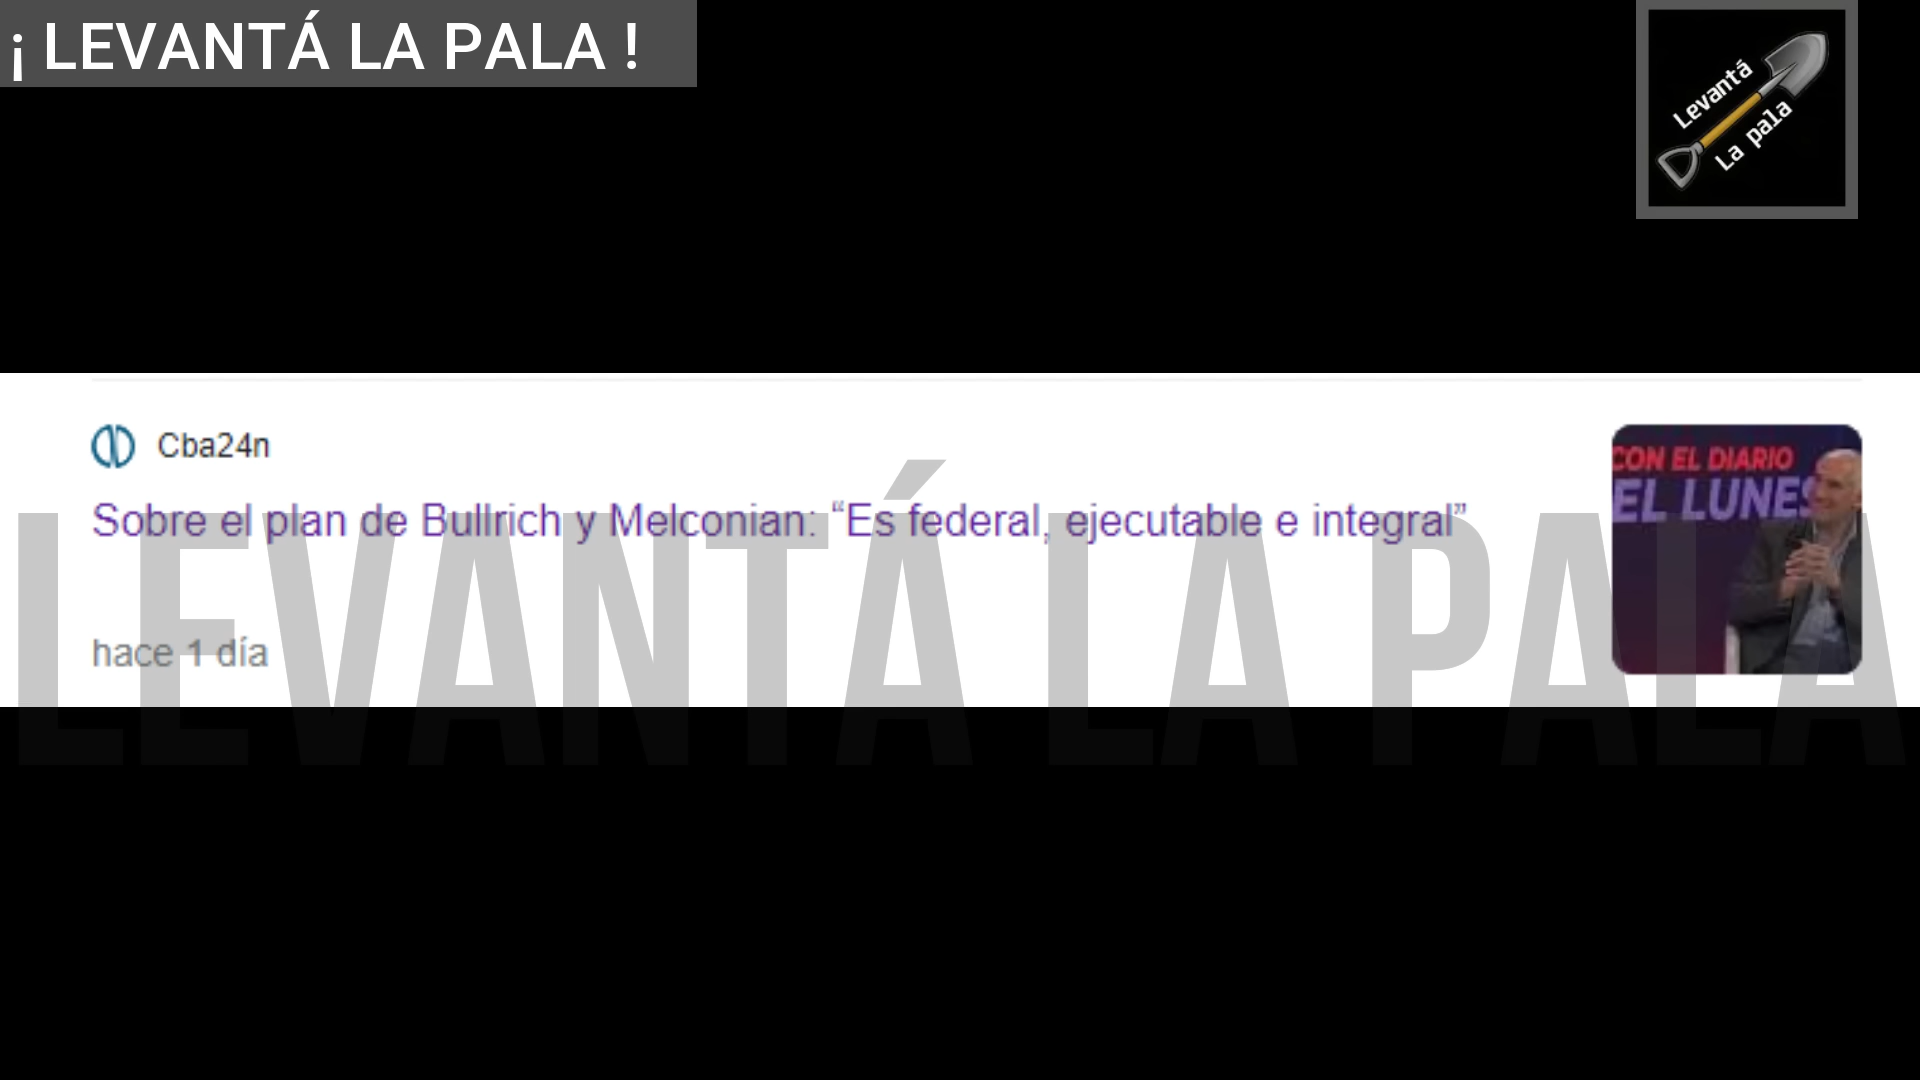 ¡ LEVANTÁ LA PALA !
Levantá
La pala
Cba24n
Sobre el plan de Bullrich y Melconian: “Es federal, ejecutable e integral”
hace 1 día
CON EL DIARIO
EL LUNES
LEVANTÁ LA PALA